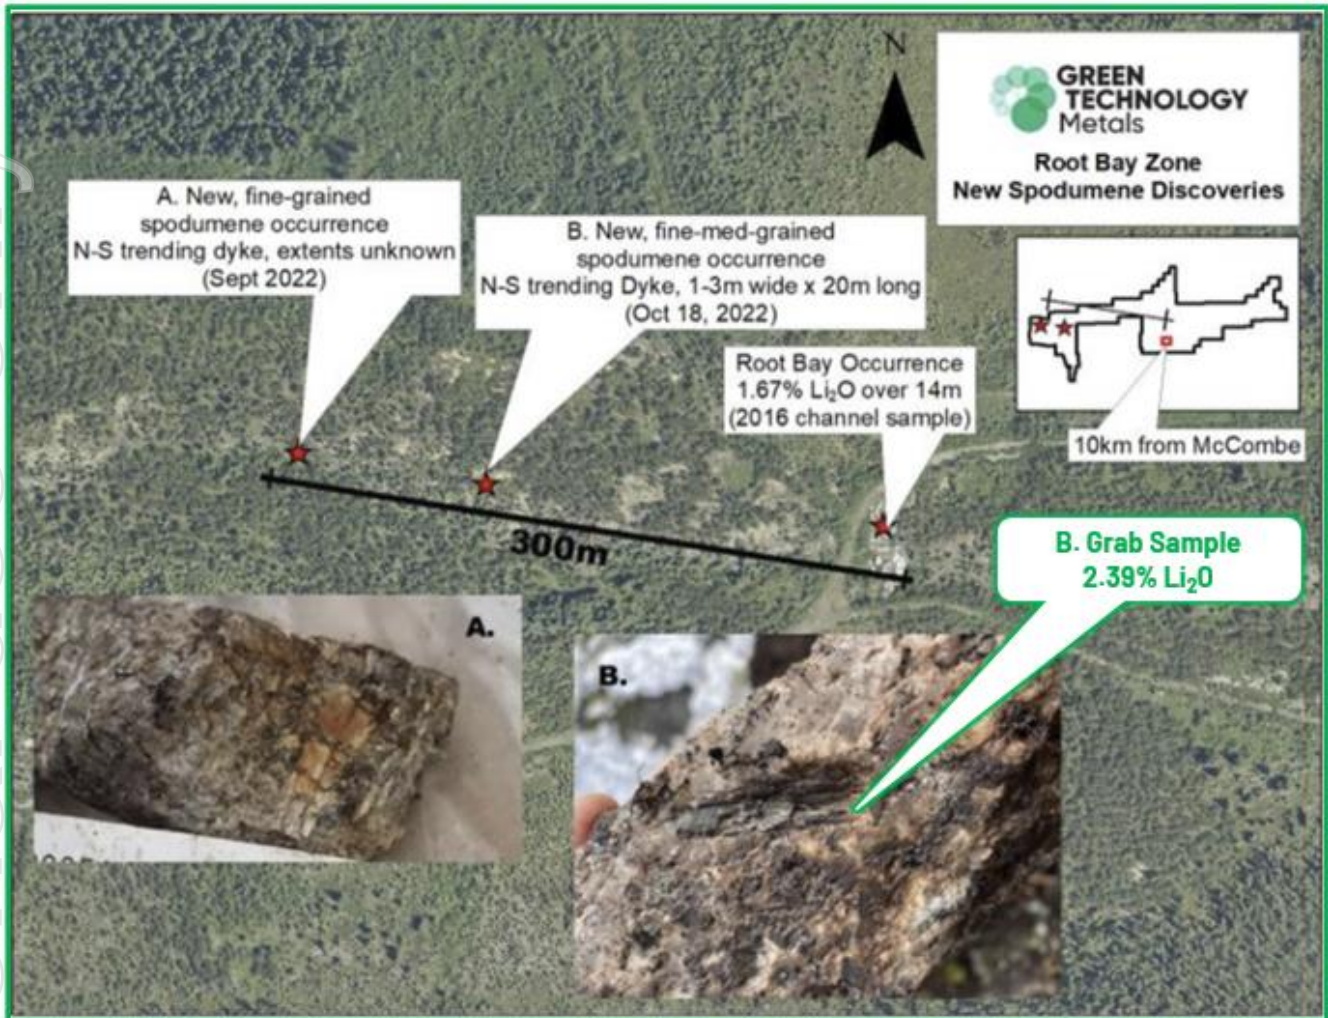 N
GREEN
TECHNOLOGY
Metals
Root Bay Zone
New Spodumene Discoveries
A. New, fine-grained
spodumene occurrence
N-S trending dyke, extents unknown
(Sept 2022)
B. New, fine-med-grained
spodumene occurrence
N-S trending Dyke, 1-3m wide x 20m long
(Oct 18, 2022)
Root Bay Occurrence
1.67% Li₂O over 14m
(2016 channel sample)
10km from McCombe
300m
B. Grab Sample
2.39% Li₂O
A.
B.